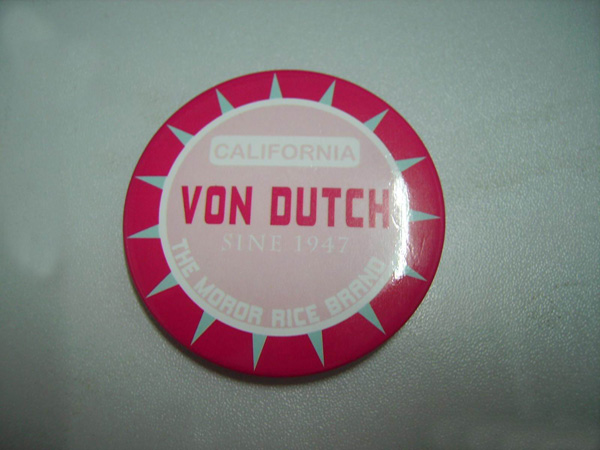 CALIFORNIA
VON DUTCH
SINE 1947
THE MOROR RICE BRAND